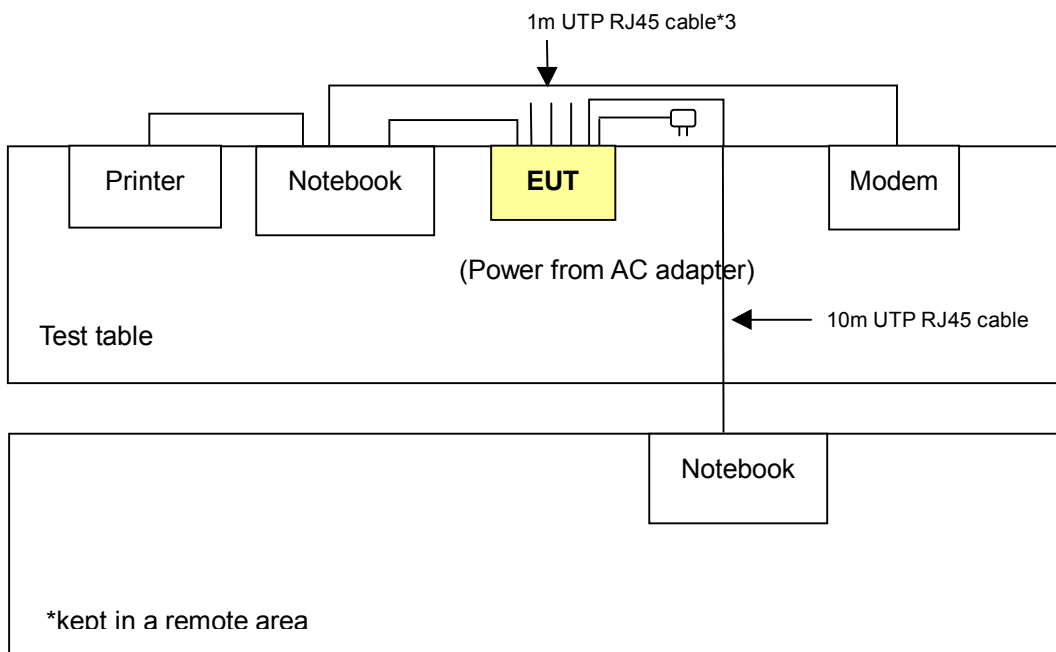 1m UTP RJ45 cable*3
Printer
Notebook
EUT
Modem
(Power from AC adapter)
10m UTP RJ45 cable
Test table
Notebook
*kept in a remote area